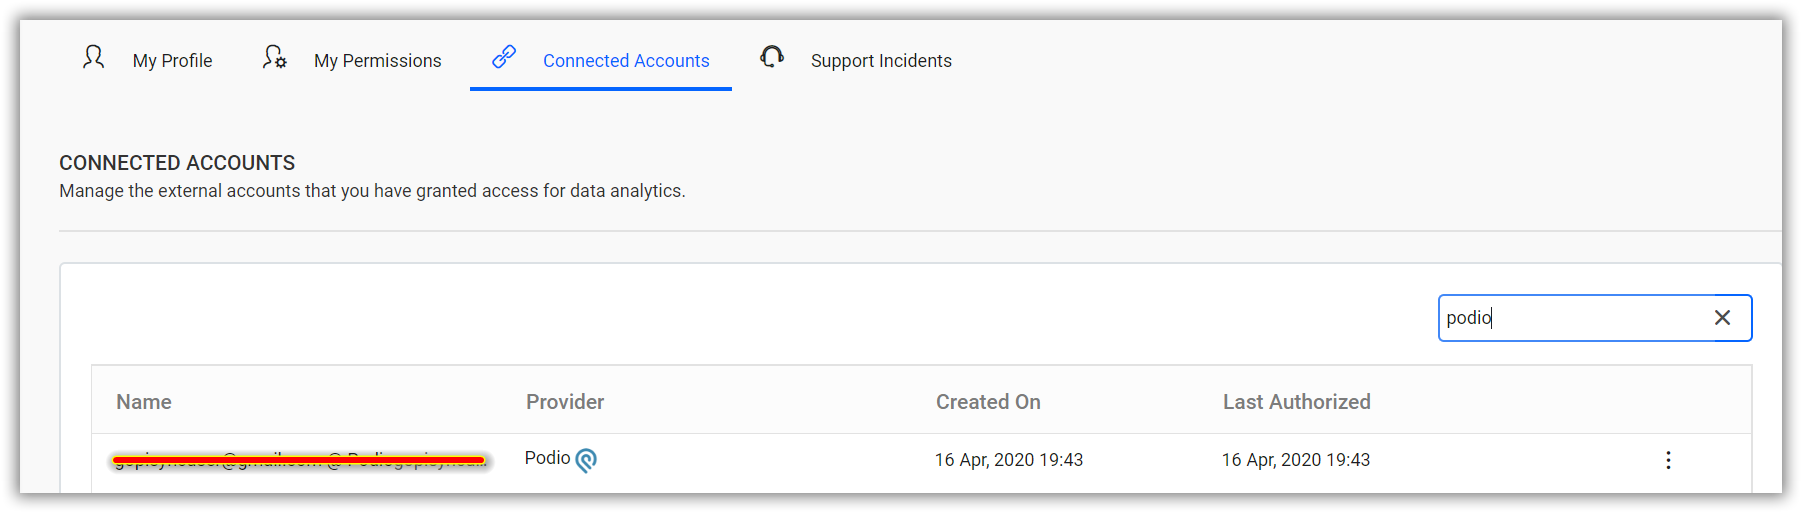 My Profile My Permissions Connected Accounts Support Incidents
CONNECTED ACCOUNTS
Manage the external accounts that you have granted access for data analytics.
podio
Name Provider Created On Last Authorized
Podio 16 Apr, 2020 19:43 16 Apr, 2020 19:43